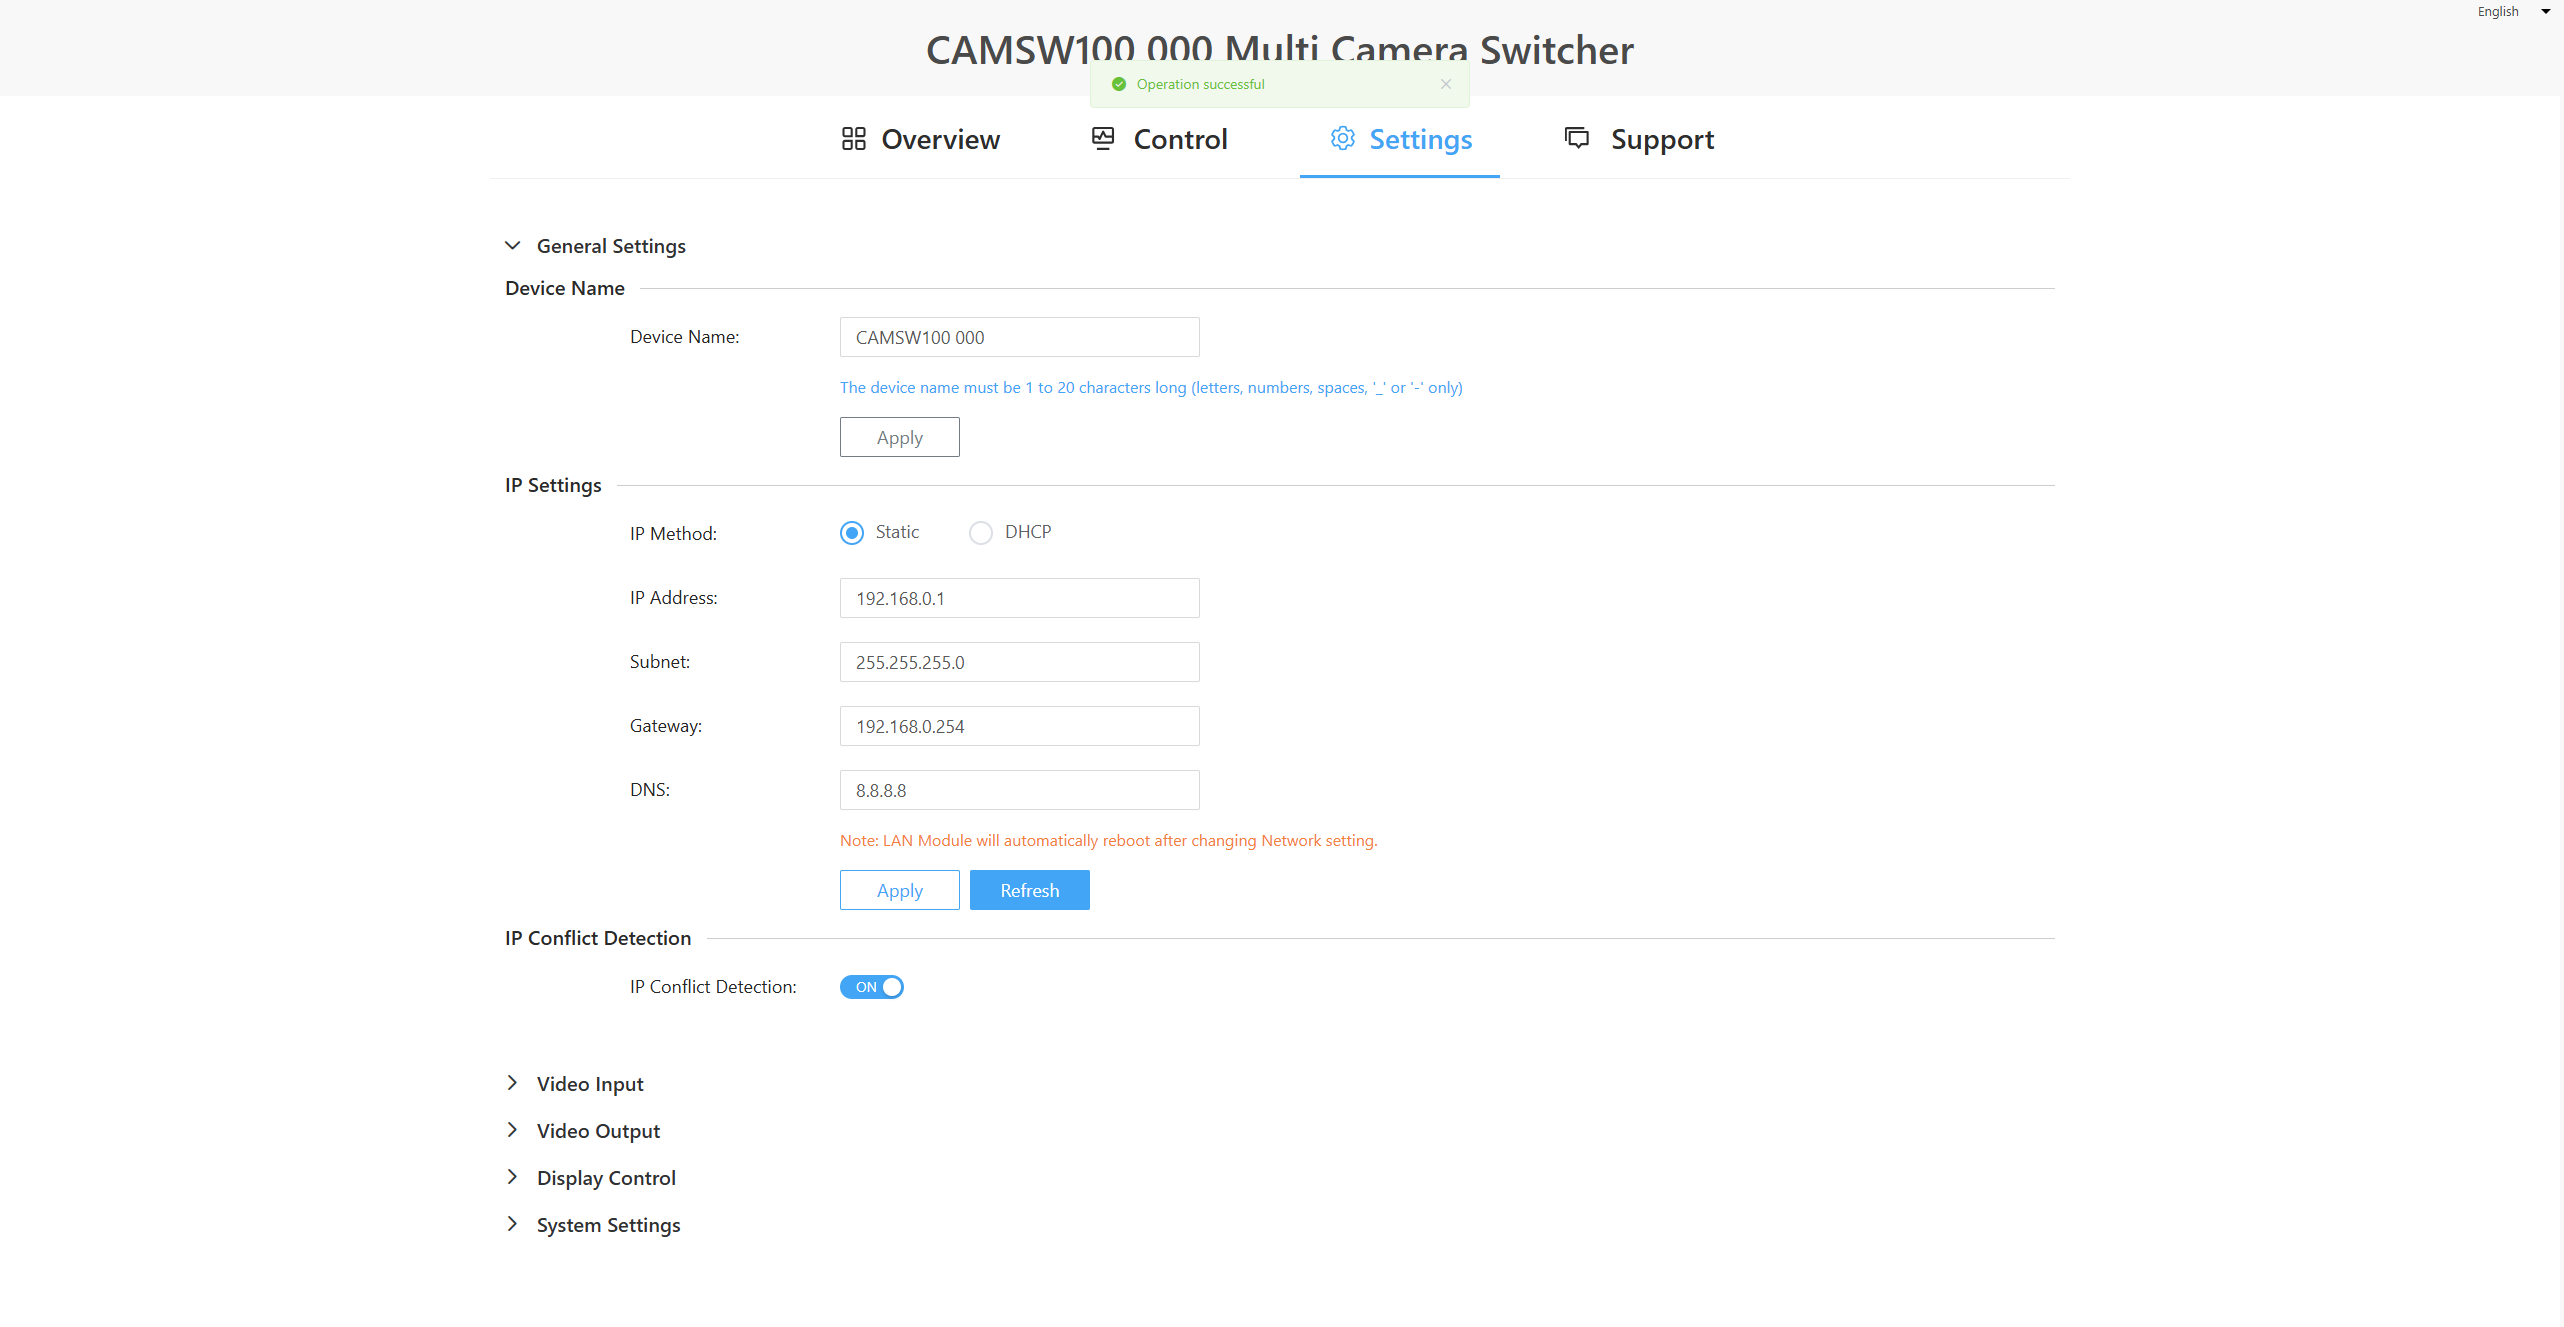 English
CAMSW100 000 Multi Camera Switcher
Operation successful
Overview
Control
Settings
Support
General Settings
Device Name
Device Name:
CAMSW100 000
The device name must be 1 to 20 characters long (letters, numbers, spaces, '_' or '-' only)
Apply
IP Settings
IP Method:
Static
DHCP
IP Address:
192.168.0.1
Subnet:
255.255.255.0
Gateway:
192.168.0.254
DNS:
8.8.8.8
Note: LAN Module will automatically reboot after changing Network setting.
Apply
Refresh
IP Conflict Detection
IP Conflict Detection:
ON
Video Input
Video Output
Display Control
System Settings